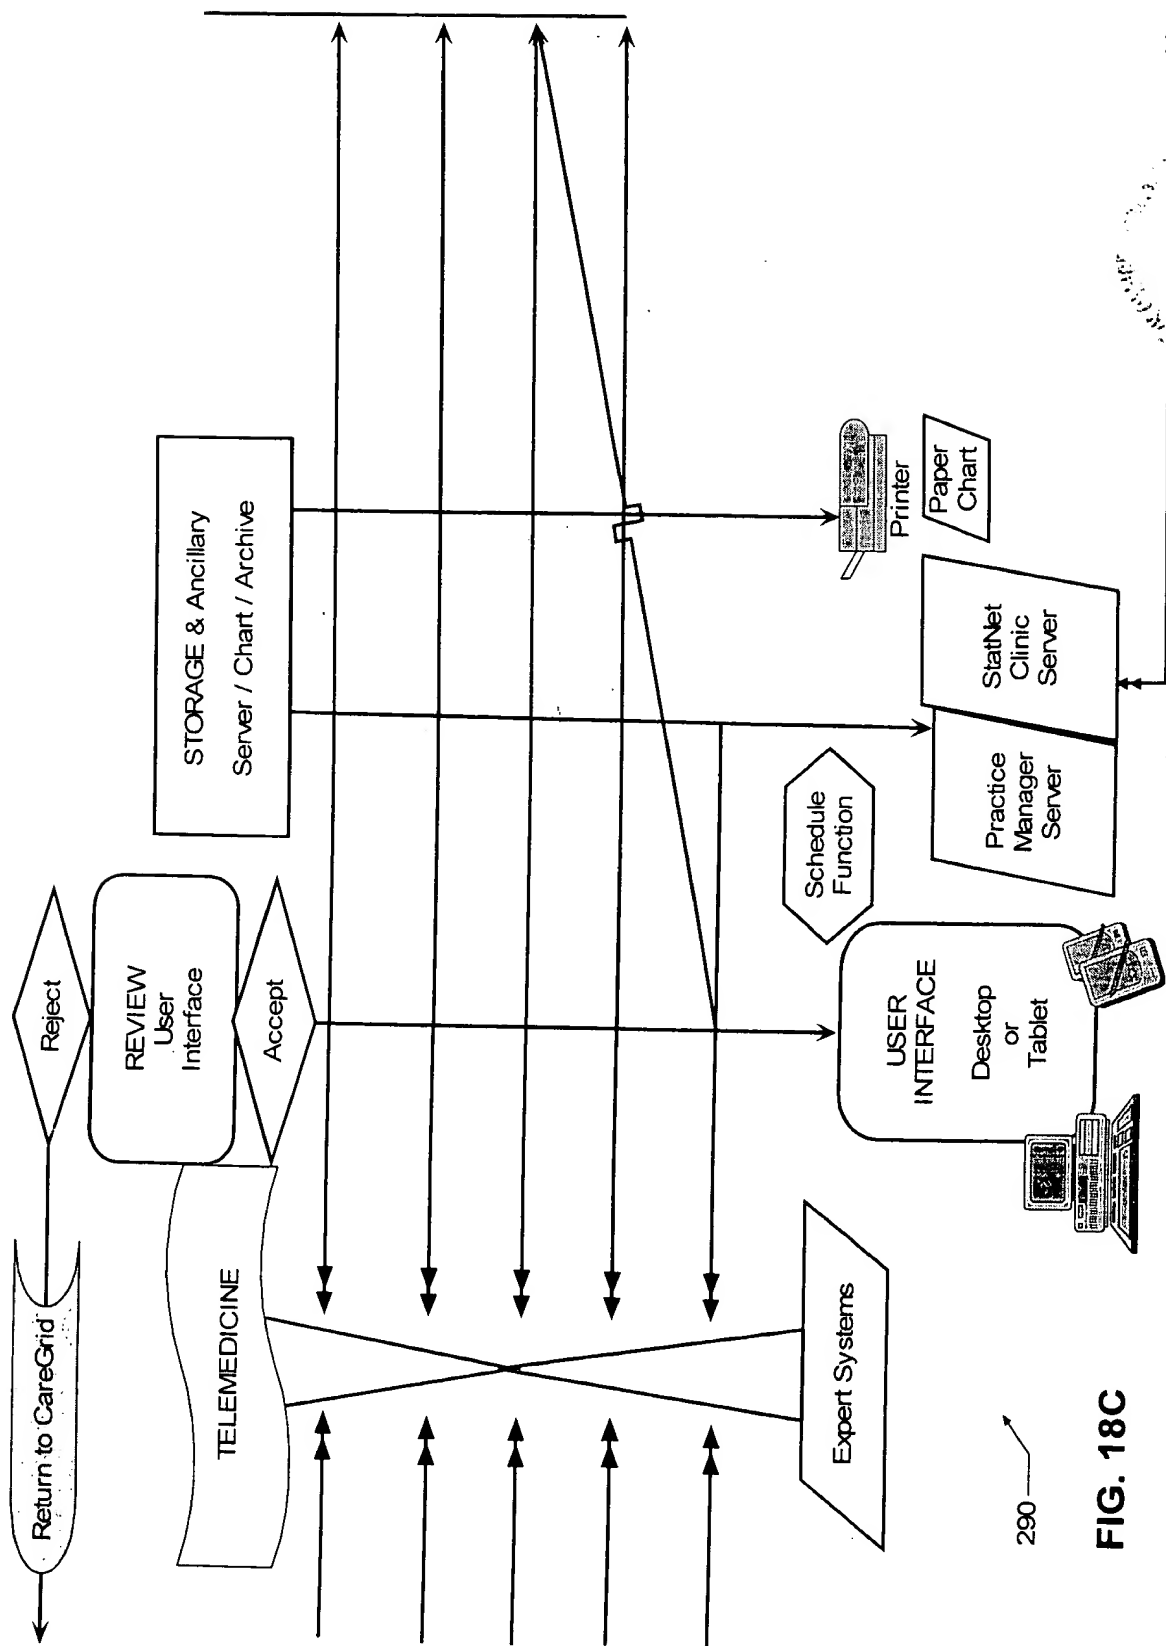 Return to CareGrid
Reject
REVIEW
User
Interface
Accept
TELEMEDICINE
STORAGE & Ancillary
Server / Chart / Archive
Expert Systems
USER
INTERFACE
Desktop
or
Tablet
Schedule
Function
Practice
Manager
Server
StatNet
Clinic
Server
Printer
Paper
Chart
290
FIG. 18C